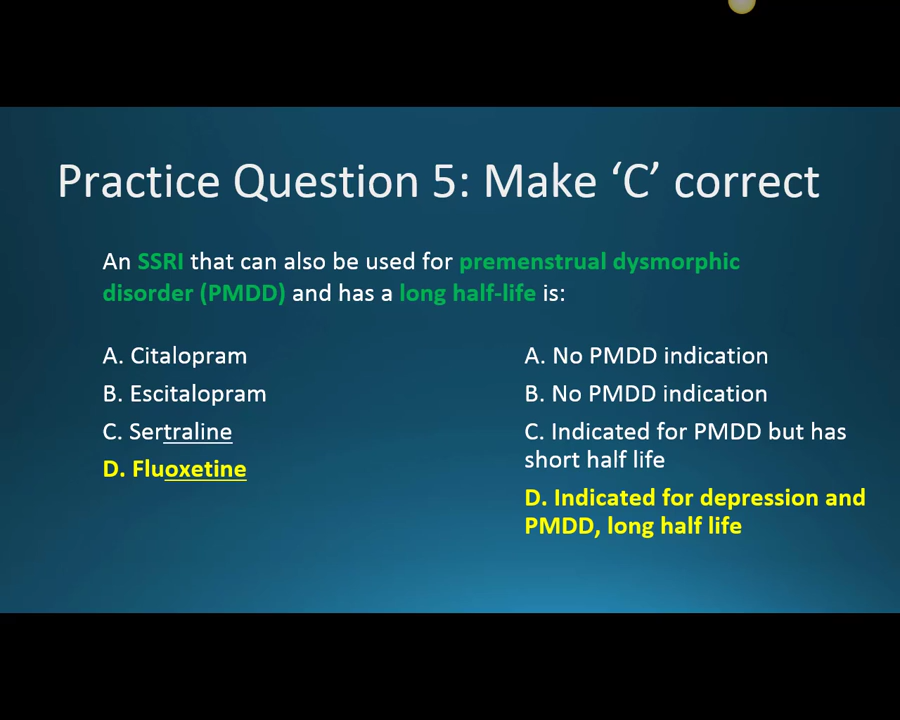 Practice Question 5: Make ‘C’ correct
An SSRI that can also be used for premenstrual dysmorphic
disorder (PMDD) and has a long half-life is:
A. Citalopram
B. Escitalopram
C. Sertraline
D. Fluoxetine
A. No PMDD indication
B. No PMDD indication
C. Indicated for PMDD but has
short half life
D. Indicated for depression and
PMDD, long half life